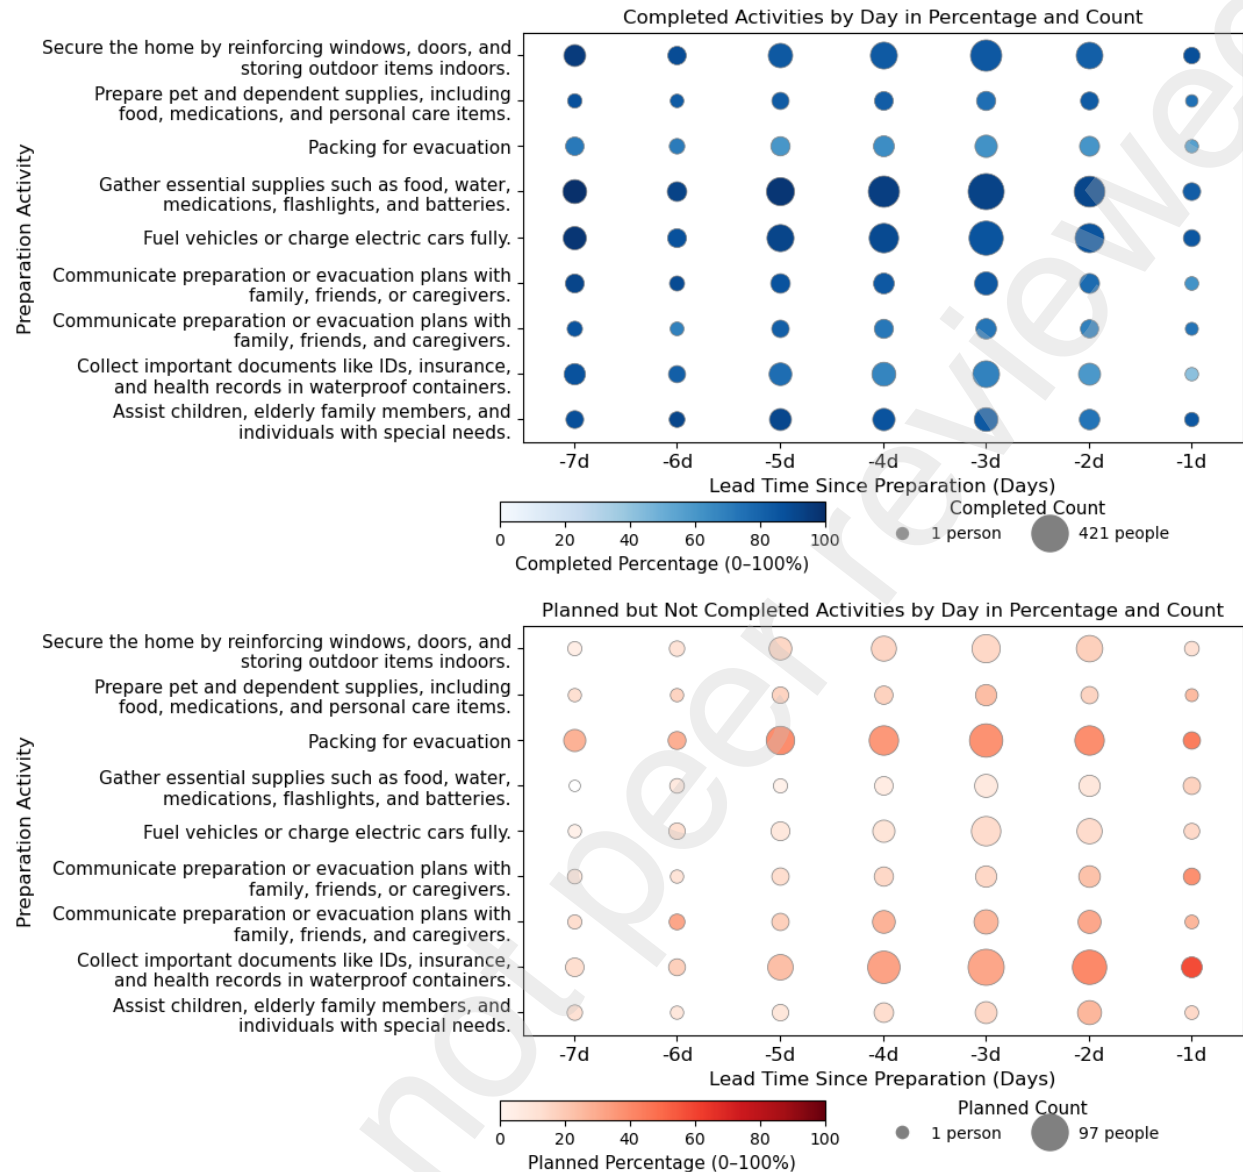 Completed Activities by Day in Percentage and Count
Preparation Activity
Secure the home by reinforcing windows, doors, and
storing outdoor items indoors.
Prepare pet and dependent supplies, including
food, medications, and personal care items.
Packing for evacuation
Gather essential supplies such as food, water,
medications, flashlights, and batteries.
Fuel vehicles or charge electric cars fully.
Communicate preparation or evacuation plans with
family, friends, or caregivers.
Communicate preparation or evacuation plans with
family, friends, and caregivers.
Collect important documents like IDs, insurance,
and health records in waterproof containers.
Assist children, elderly family members, and
individuals with special needs.
-7d -6d -5d -4d -3d -2d -1d
Lead Time Since Preparation (Days)
0 20 40 60 80 100
Completed Percentage (0–100%)
Completed Count
1 person 421 people
Planned but Not Completed Activities by Day in Percentage and Count
Preparation Activity
Secure the home by reinforcing windows, doors, and
storing outdoor items indoors.
Prepare pet and dependent supplies, including
food, medications, and personal care items.
Packing for evacuation
Gather essential supplies such as food, water,
medications, flashlights, and batteries.
Fuel vehicles or charge electric cars fully.
Communicate preparation or evacuation plans with
family, friends, or caregivers.
Communicate preparation or evacuation plans with
family, friends, and caregivers.
Collect important documents like IDs, insurance,
and health records in waterproof containers.
Assist children, elderly family members, and
individuals with special needs.
-7d -6d -5d -4d -3d -2d -1d
Lead Time Since Preparation (Days)
0 20 40 60 80 100
Planned Percentage (0–100%)
Planned Count
1 person 97 people
not peer reviewe